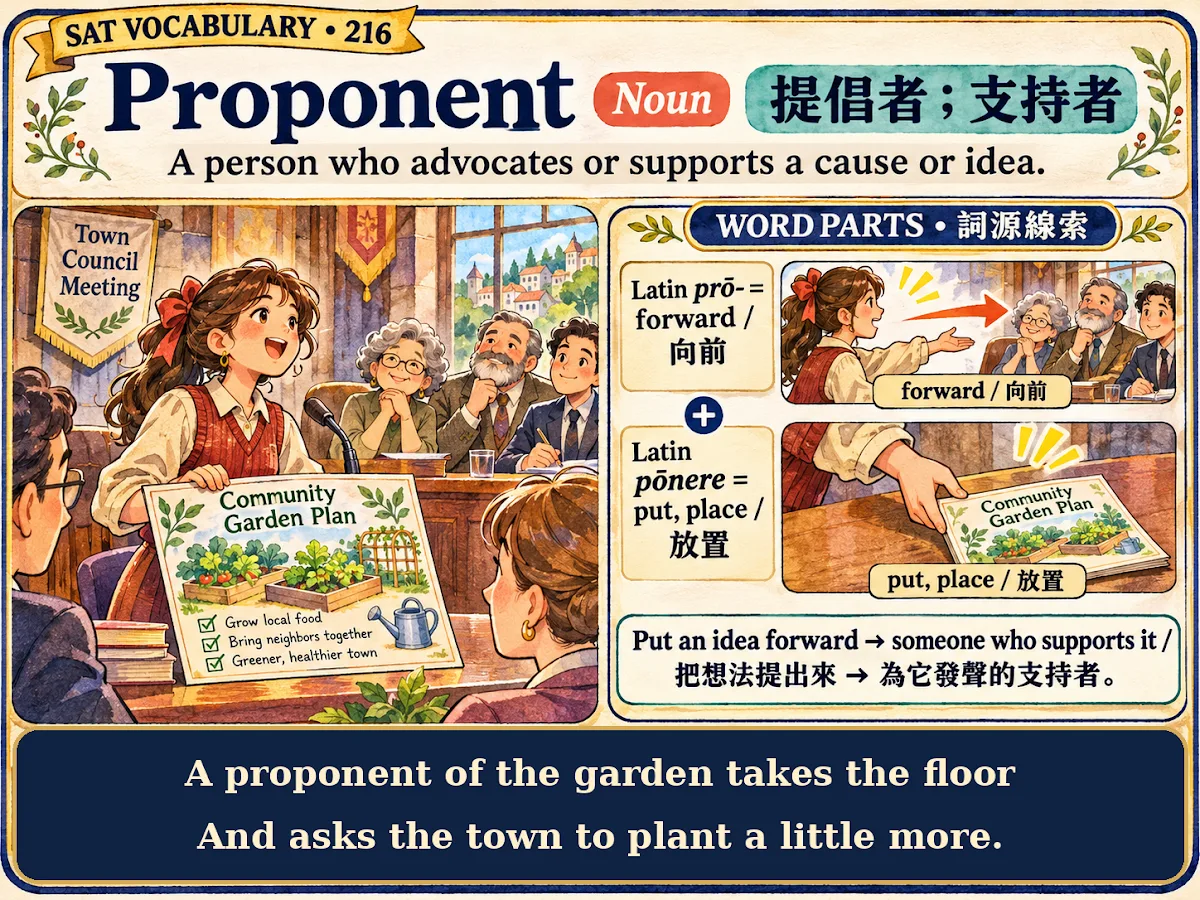 SAT VOCABULARY • 216
Proponent
Noun
提倡者；支持者
A person who advocates or supports a cause or idea.
Town
Council
Meeting
Community
Garden Plan
Grow local food
Bring neighbors together
Greener, healthier town
WORD PARTS • 詞源線索
Latin prō- =
forward /
向前
forward / 向前
+
Latin
pōnere =
put, place /
放置
Community
Garden Plan
put, place / 放置
Put an idea forward → someone who supports it /
把想法提出來 → 為它發聲的支持者。
A proponent of the garden takes the floor
And asks the town to plant a little more.